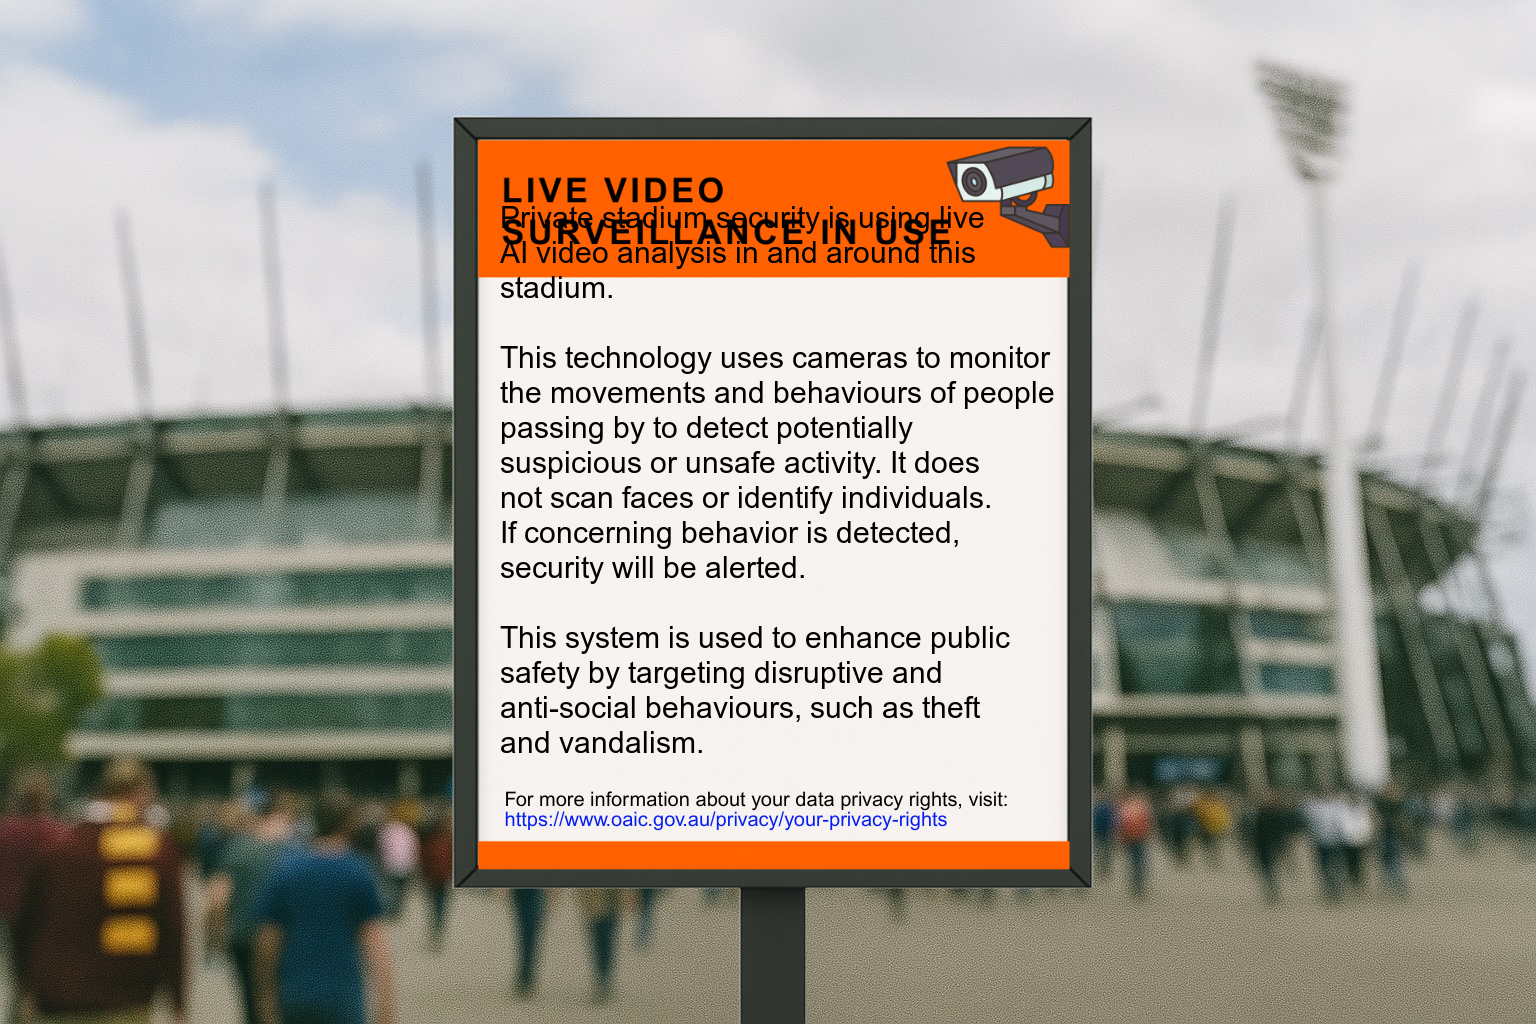 LIVE VIDEO
SURVEILLANCE IN USE
Private stadium security is using live
AI video analysis in and around this
stadium.
This technology uses cameras to monitor
the movements and behaviours of people
passing by to detect potentially
suspicious or unsafe activity. It does
not scan faces or identify individuals.
If concerning behavior is detected,
security will be alerted.
This system is used to enhance public
safety by targeting disruptive and
anti-social behaviours, such as theft
and vandalism.
For more information about your data privacy rights, visit:
https://www.oaic.gov.au/privacy/your-privacy-rights